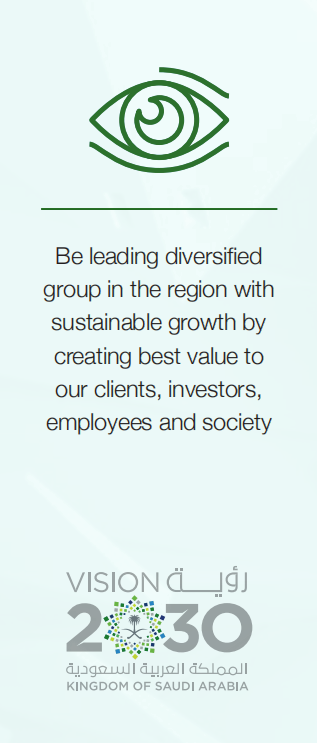 Be leading diversified
group in the region with
sustainable growth by
creating best value to
our clients, investors,
employees and society
VISION رؤيـــة
2030
المملكة العربية السعودية
KINGDOM OF SAUDI ARABIA